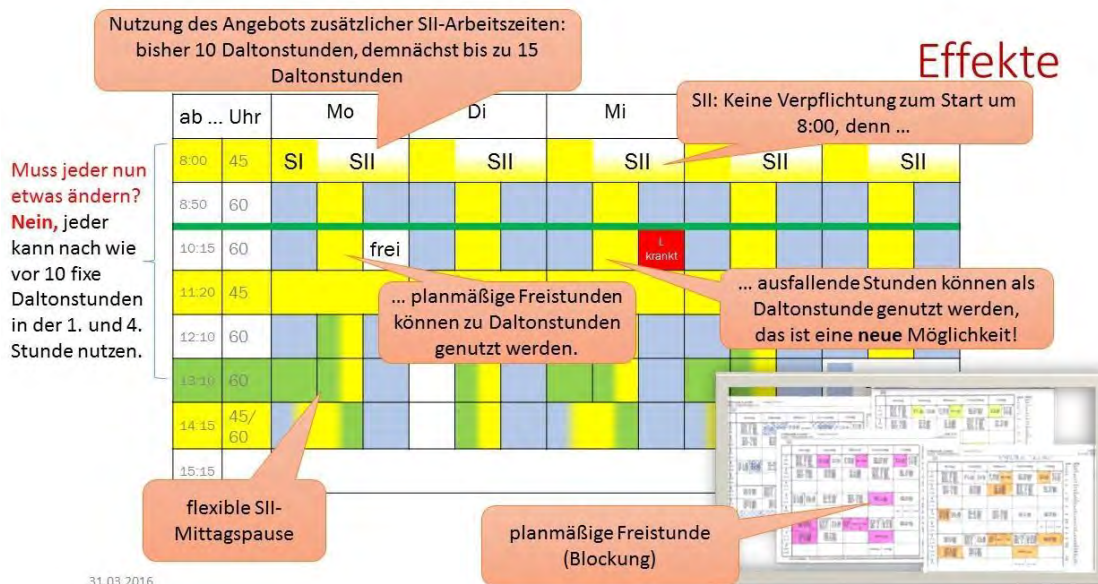 Nutzung des Angebots zusätzlicher SII-Arbeitszeiten:
bisher 10 Daltonstunden, demnächst bis zu 15
Daltonstunden
Effekte
ab ... Uhr Mo Di Mi
SII: Keine Verpflichtung zum Start um
8:00, denn ...
8:00 45 SI SII SII SII SII SII
Muss jeder nun
etwas ändern?
Nein, jeder
kann nach wie
vor 10 fixe
Daltonstunden
in der 1. und 4.
Stunde nutzen.
8:50 60
10:15 60 frei
L
krankt
11:20 45
... planmäßige Freistunden
können zu Daltonstunden
genutzt werden.
... ausfallende Stunden können als
Daltonstunde genutzt werden,
das ist eine neue Möglichkeit!
12:10 60
13:10 60
14:15 45/
60
15:15
flexible SII-
Mittagspause
planmäßige Freistunde
(Blockung)
31.03.2016